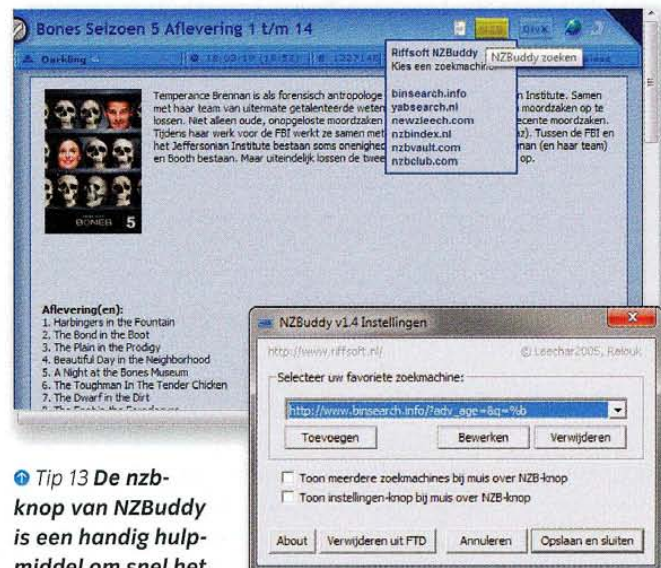 Bones Seizoen 5 Aflevering 1 t/m 14
NZB DivX
Darkling
Riffsoft NZBuddy
Kies een zoekmachine
NZBuddy zoeken
binsearch.info
yabsearch.nl
newzleech.com
nzbindex.nl
nzbvault.com
nzbclub.com
Temperance Brennan is als forensisch antropologe n Institute. Samen
met haar team van uitermate getalenteerde weten moordzaken op te
lossen. Niet alleen oude, onopgeloste moordzaken ecente moordzaken.
Tijdens haar werk voor de FBI werkt ze samen met az). Tussen de FBI en
het Jeffersonian Institute bestaan soms onenighed nan (en haar team)
en Booth bestaan. Maar uiteindelijk lossen de twee op.
BONES 5
Aflevering(en):
1. Harbingers in the Fountain
2. The Bond in the Boot
3. The Plain in the Prodigy
4. Beautiful Day in the Neighborhood
5. A Night at the Bones Museum
6. The Toughman In The Tender Chicken
7. The Dwarf in the Dirt
NZBuddy v1.4 Instellingen
http://www.riffsoft.nl/ © Leechar2005, Ralouk
Selecteer uw favoriete zoekmachine:
http://www.binsearch.info/?adv_age=&q=%b
Toevoegen Bewerken Verwijderen
Toon meerdere zoekmachines bij muis over NZB-knop
Toon instellingen-knop bij muis over NZB-knop
About Verwijderen uit FTD Annuleren Opslaan en sluiten
Tip 13 De nzb-
knop van NZBuddy
is een handig hulp-
middel om snel het